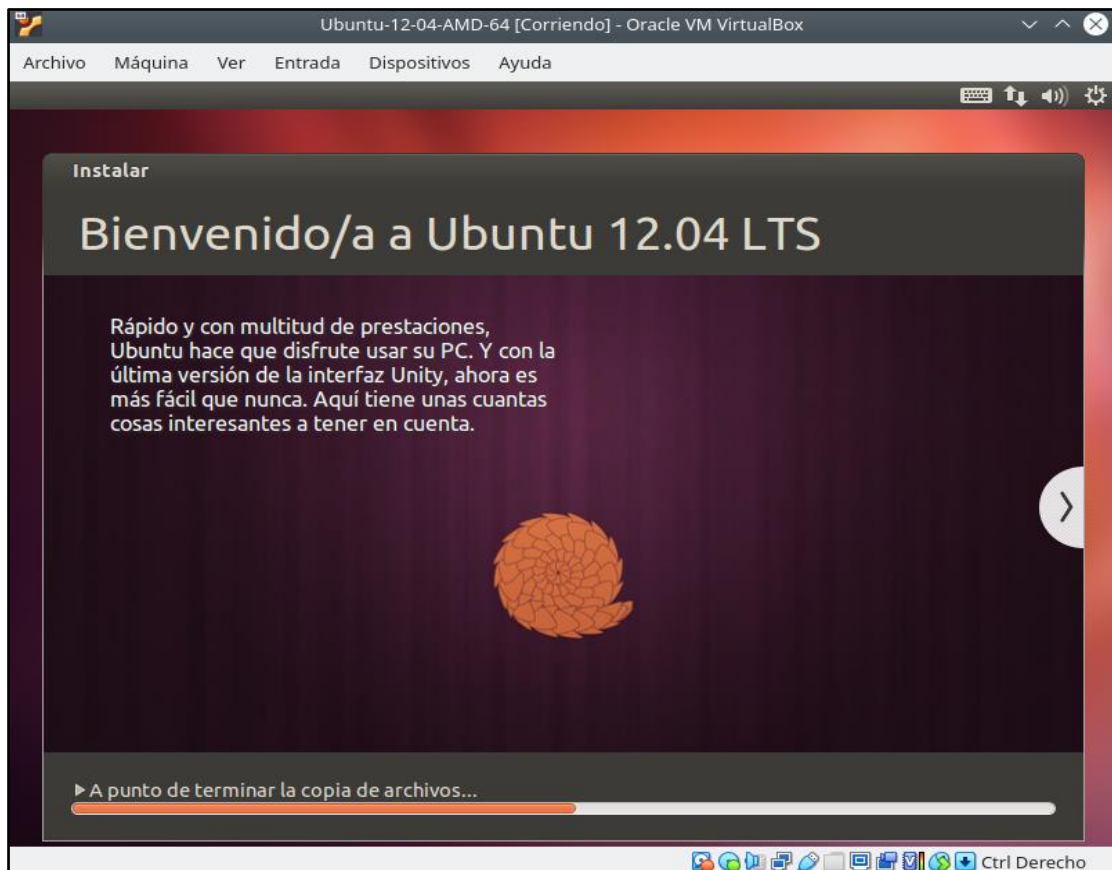 Ubuntu-12-04-AMD-64 [Corriendo] - Oracle VM VirtualBox
Archivo Máquina Ver Entrada Dispositivos Ayuda
Instalar
Bienvenido/a a Ubuntu 12.04 LTS
Rápido y con multitud de prestaciones,
Ubuntu hace que disfrute usar su PC. Y con la
última versión de la interfaz Unity, ahora es
más fácil que nunca. Aquí tiene unas cuantas
cosas interesantes a tener en cuenta.
A punto de terminar la copia de archivos...
Ctrl Derecho